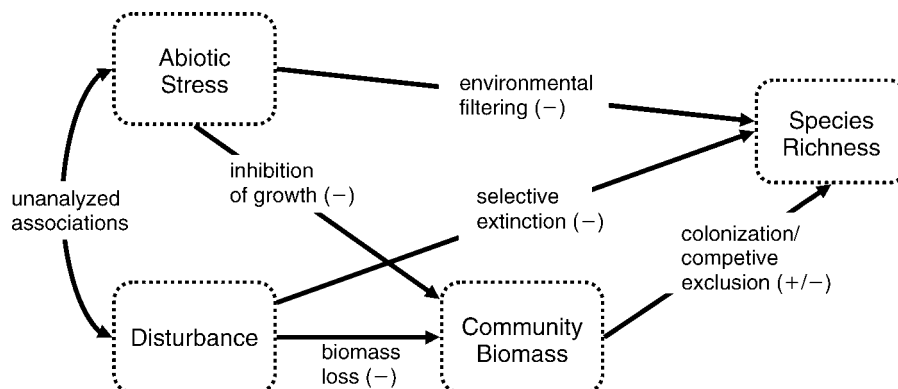 Abiotic
Stress
environmental
filtering (−)
Species
Richness
inhibition
of growth (−)
unanalyzed
associations
selective
extinction (−)
colonization/
competive
exclusion (+/−)
Disturbance
Community
Biomass
biomass
loss (−)